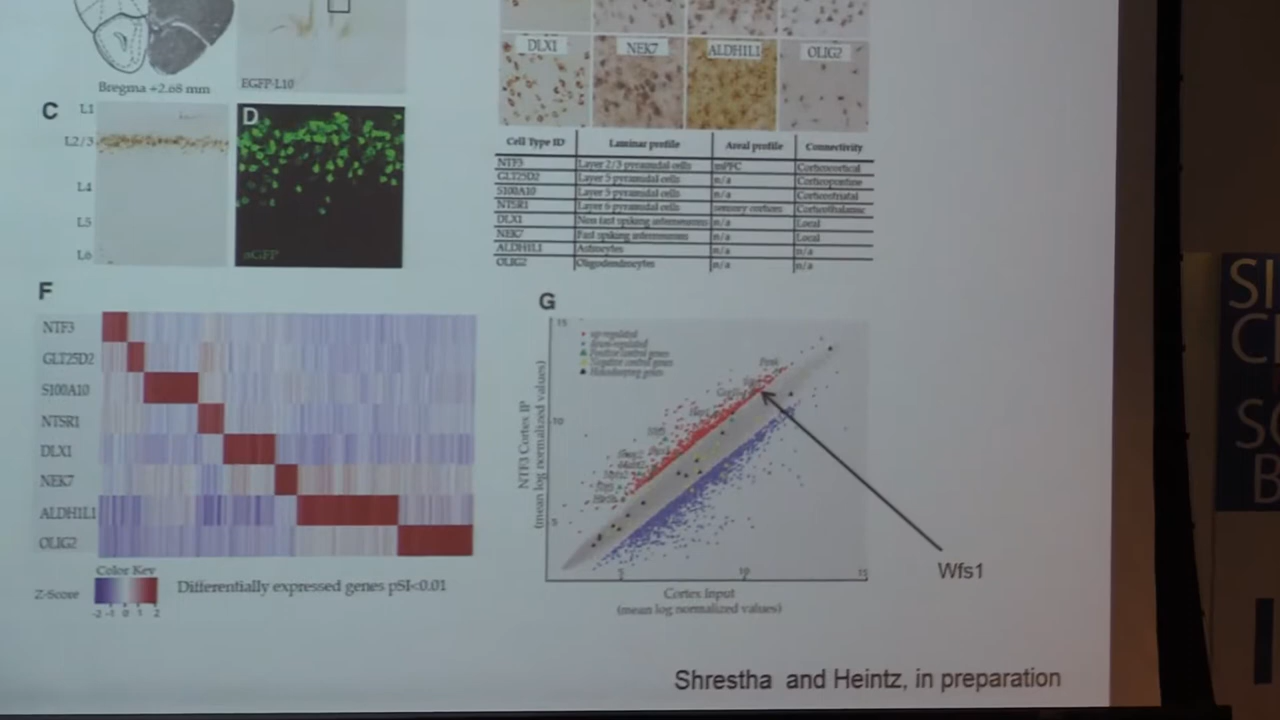 Bregma +2.68 mm
EGFP-L10
DLX1
NEK7
ALDH1L1
OLIG2
C
L1
L2/3
L4
L5
L6
D
Cell Type ID Laminar profile Areal profile Connectivity
NTF3 Layer 2/3 pyramidal cells mPFC Corticocortical
GLT25D2 Layer 5 pyramidal cells n/a Corticopontine
S100A10 Layer 5 pyramidal cells n/a Corticostriatal
NTSR1 Layer 6 pyramidal cells sensory cortices Corticothalamic
DLX1 Non fast spiking interneurons n/a Local
NEK7 Fast spiking interneurons n/a Local
ALDH1L1 Astrocytes n/a n/a
OLIG2 Oligodendrocytes n/a n/a
F
NTF3
GLT25D2
S100A10
NTSR1
DLX1
NEK7
ALDH1L1
OLIG2
Color Key
Z-Score
-2 -1 0 1 2
Differentially expressed genes pSI<0.01
G
15
10
5
NTF3 Cortex IP
(mean log normalized values)
up-regulated
down-regulated
Positive control genes
Negative control genes
Housekeeping genes
5 10 15
Cortex Input
(mean log normalized values)
Wfs1
Shrestha and Heintz, in preparation